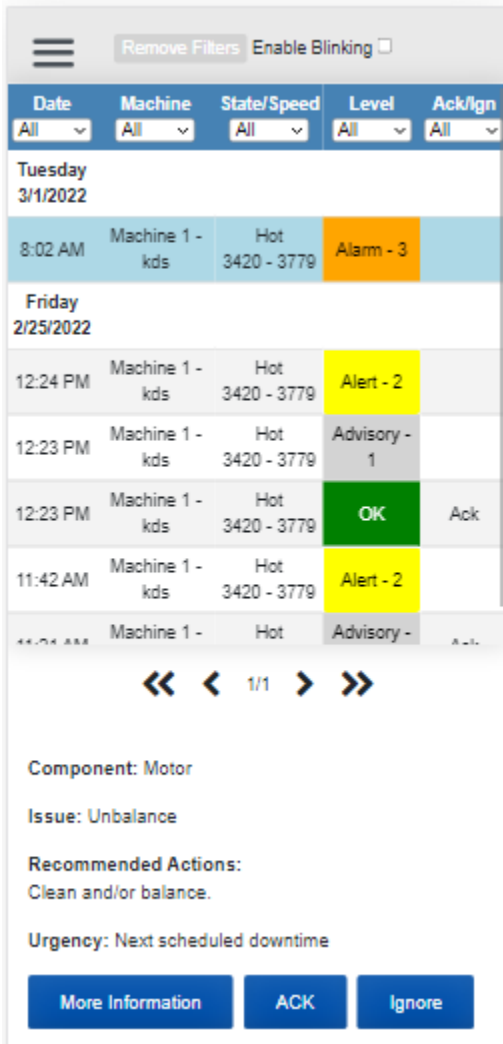 Remove Filters Enable Blinking
Date Machine State/Speed Level Ack/Ign
All All All All All
Tuesday
3/1/2022
8:02 AM Machine 1 - kds Hot 3420 - 3779 Alarm - 3
Friday
2/25/2022
12:24 PM Machine 1 - kds Hot 3420 - 3779 Alert - 2
12:23 PM Machine 1 - kds Hot 3420 - 3779 Advisory - 1
12:23 PM Machine 1 - kds Hot 3420 - 3779 OK Ack
11:42 AM Machine 1 - kds Hot 3420 - 3779 Alert - 2
Machine 1 - Hot Advisory -
1/1
Component: Motor
Issue: Unbalance
Recommended Actions:
Clean and/or balance.
Urgency: Next scheduled downtime
More Information ACK Ignore